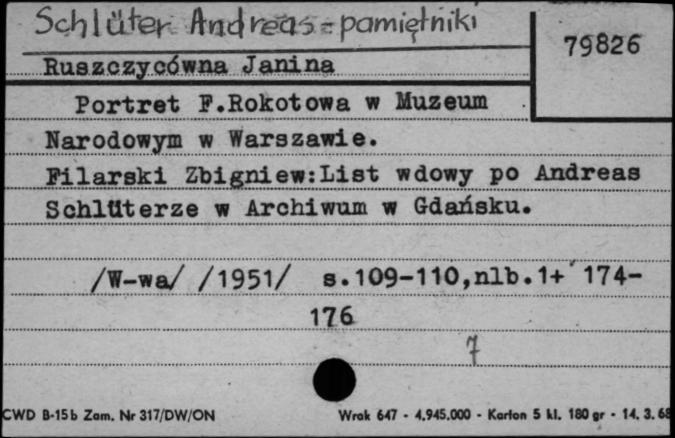 Schlüter Andreas - pamiętniki
79826
Ruszczycówna Janina
Portret F.Rokotowa w Muzeum
Narodowym w Warszawie.
Filarski Zbigniew:List wdowy po Andreas
Schlüterze w Archiwum w Gdańsku.
/W-wa/ /1951/ s.109-110,nlb.1+ 174-
176
7
CWD B-15b Zam. Nr 317/DW/ON Wrak 647 - 4.945.000 - Karton 5 kl. 180 gr - 14. 3. 68